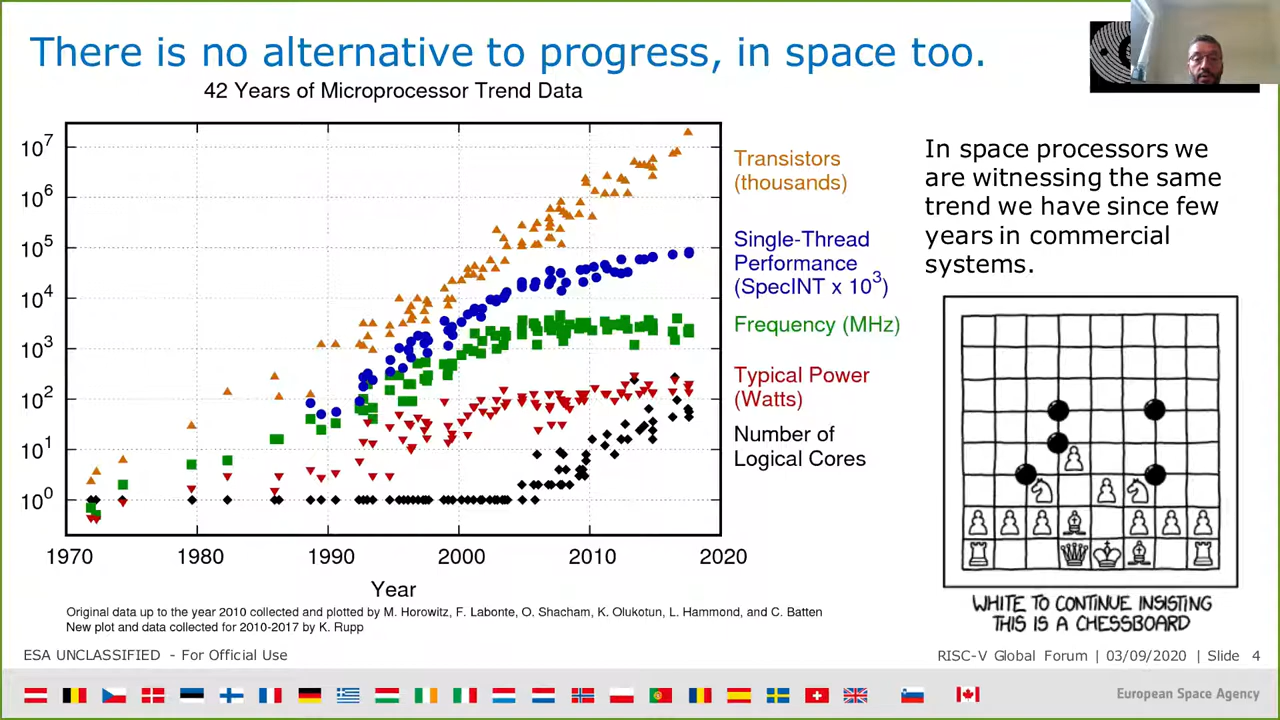 There is no alternative to progress, in space too.
42 Years of Microprocessor Trend Data
10^7
10^6
10^5
10^4
10^3
10^2
10^1
10^0
1970
1980
1990
2000
2010
2020
Year
Transistors
(thousands)
Single-Thread
Performance
(SpecINT x 10^3)
Frequency (MHz)
Typical Power
(Watts)
Number of
Logical Cores
Original data up to the year 2010 collected and plotted by M. Horowitz, F. Labonte, O. Shacham, K. Olukotun, L. Hammond, and C. Batten
New plot and data collected for 2010-2017 by K. Rupp
In space processors we
are witnessing the same
trend we have since few
years in commercial
systems.
WHITE TO CONTINUE INSISTING
THIS IS A CHESSBOARD
ESA UNCLASSIFIED - For Official Use
RISC-V Global Forum | 03/09/2020 | Slide 4
European Space Agency